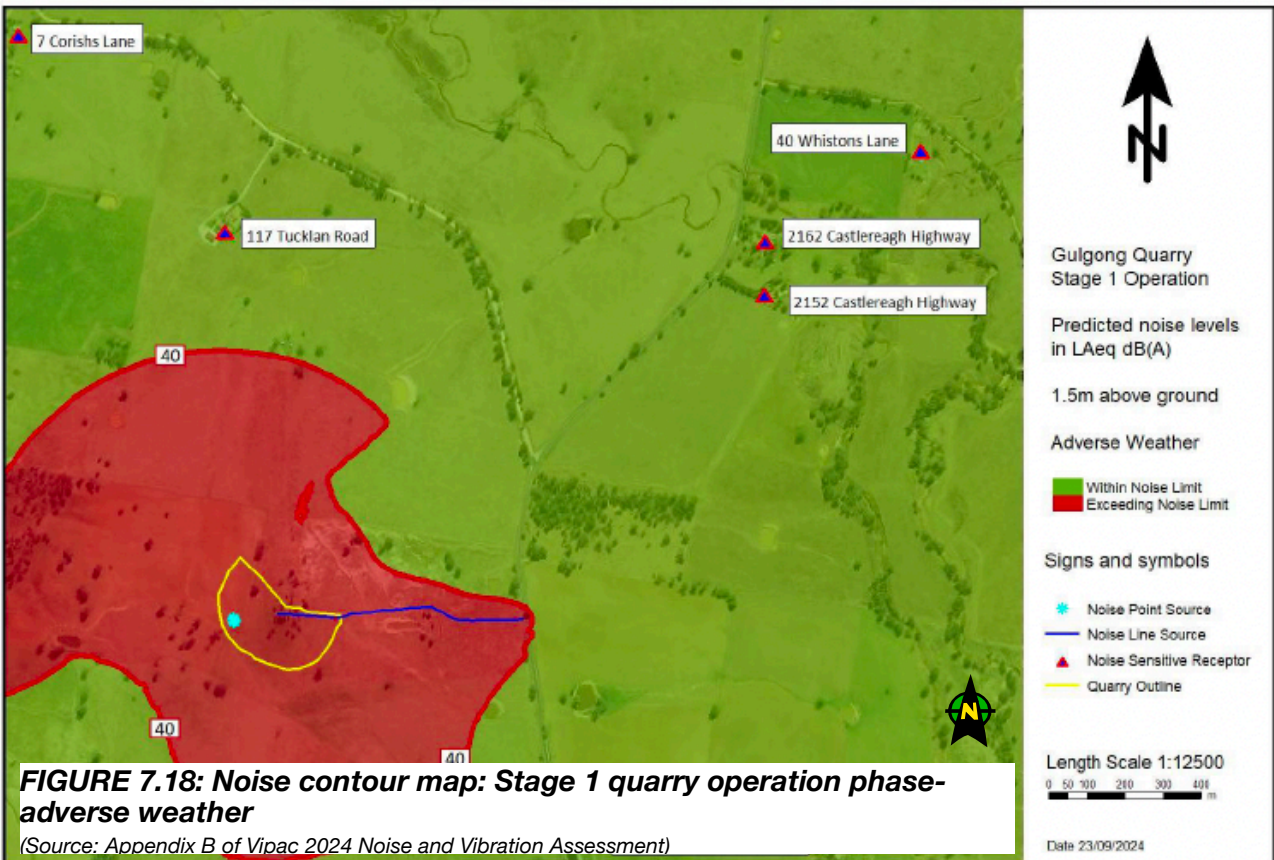 7 Corishs Lane
40 Whistons Lane
117 Tucklan Road
2162 Castlereagh Highway
2152 Castlereagh Highway
40
40
40
N
FIGURE 7.18: Noise contour map: Stage 1 quarry operation phase-
adverse weather
(Source: Appendix B of Vipac 2024 Noise and Vibration Assessment)
N
Gulgong Quarry
Stage 1 Operation
Predicted noise levels
in LAeq dB(A)
1.5m above ground
Adverse Weather
Within Noise Limit
Exceeding Noise Limit
Signs and symbols
Noise Point Source
Noise Line Source
Noise Sensitive Receptor
Quarry Outline
Length Scale 1:12500
0 50 100 200 300 400
m
Date 23/09/2024